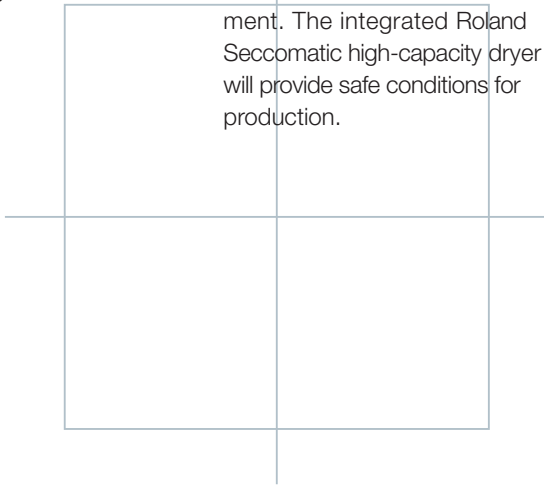 ment. The integrated Roland
Seccomatic high-capacity dryer
will provide safe conditions for
production.